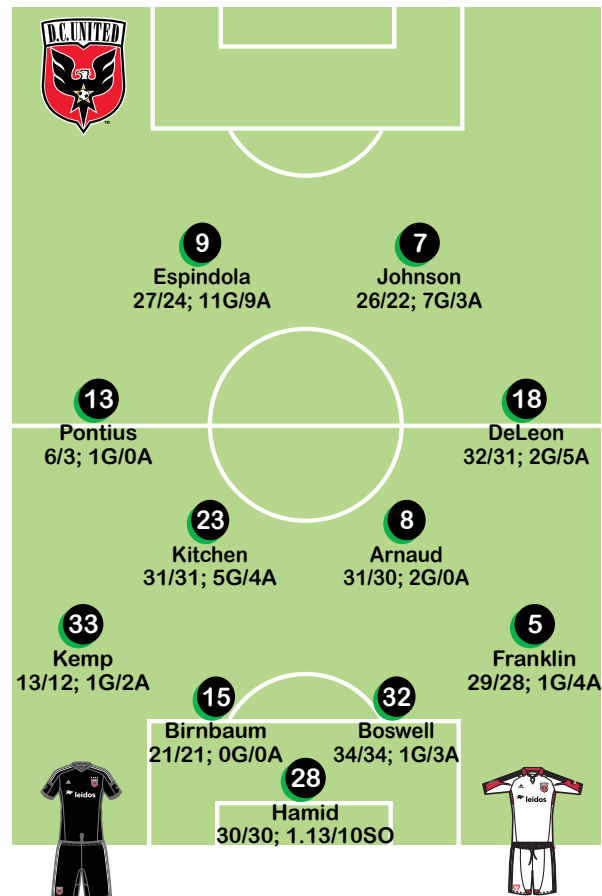 D.C. UNITED
TM
9
7
Espindola
Johnson
27/24; 11G/9A
26/22; 7G/3A
13
18
Pontius
DeLeon
6/3; 1G/0A
32/31; 2G/5A
23
8
Kitchen
Arnaud
31/31; 5G/4A
31/30; 2G/0A
33
5
Kemp
Franklin
13/12; 1G/2A
29/28; 1G/4A
15
32
Birnbaum
Boswell
21/21; 0G/0A
34/34; 1G/3A
28
Hamid
30/30; 1.13/10SO
leidos
leidos